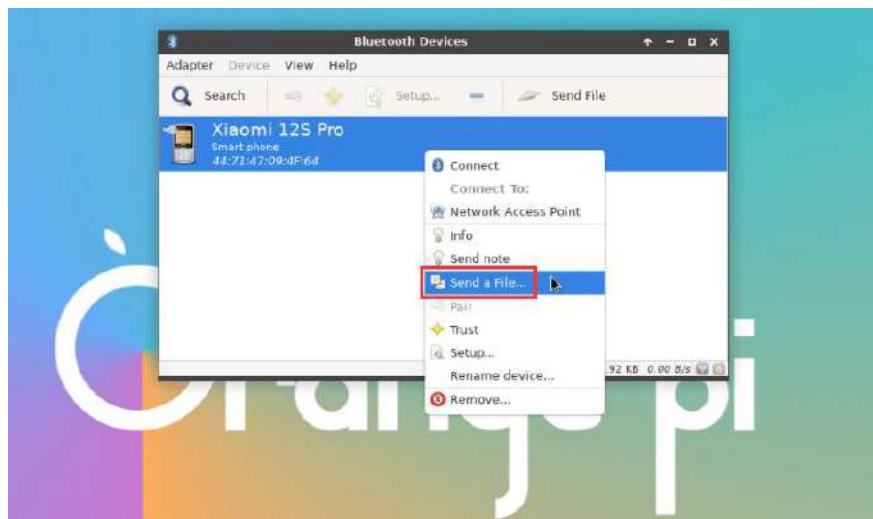 Bluetooth Devices
Adapter Device View Help
Search Setup... Send File
Xiaomi 12S Pro
Smart phone
44:71:47:09:4F:64
Connect
Connect To:
Network Access Point
Info
Send note
Send a File...
Pair
Trust
Setup...
Rename device...
Remove...
.92 KB 0.00 B/s
Orange pi